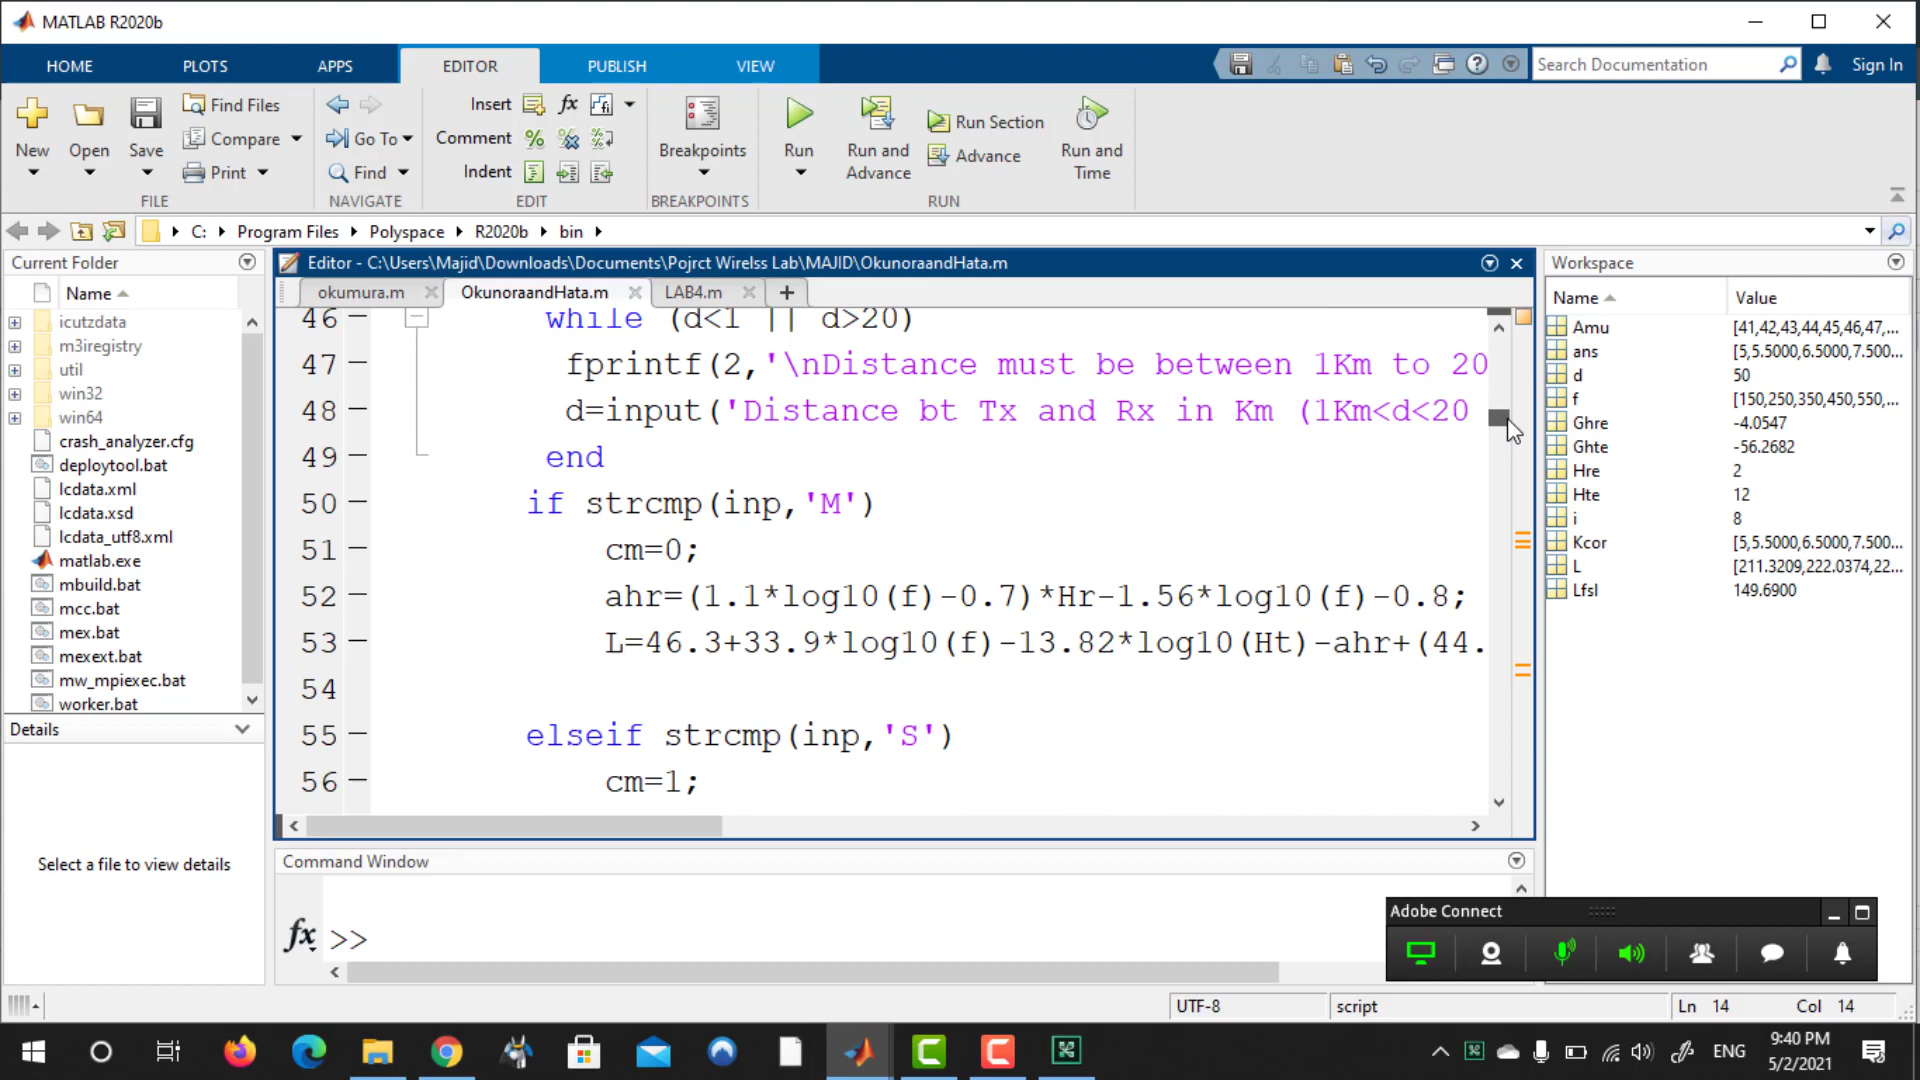 MATLAB R2020b
HOME PLOTS APPS EDITOR PUBLISH VIEW
Search Documentation Sign In
New Open Save
Find Files
Compare
Print
FILE
Go To
Find
NAVIGATE
Insert fx
Comment
Indent
EDIT
Breakpoints
BREAKPOINTS
Run
Run and
Advance
Run Section
Advance
Run and
Time
RUN
C: Program Files Polyspace R2020b bin
Current Folder
Name
icutzdata
m3iregistry
util
win32
win64
crash_analyzer.cfg
deploytool.bat
lcdata.xml
lcdata.xsd
lcdata_utf8.xml
matlab.exe
mbuild.bat
mcc.bat
mex.bat
mexext.bat
mw_mpiexec.bat
worker.bat
Details
Select a file to view details
Editor - C:\Users\Majid\Downloads\Documents\Pojrct Wirelss Lab\MAJID\OkunoraandHata.m
okumura.m OkunoraandHata.m LAB4.m
46 while (d<1 || d>20)
47 fprintf(2,'\nDistance must be between 1Km to 20
48 d=input('Distance bt Tx and Rx in Km (1Km<d<20
49 end
50 if strcmp(inp,'M')
51 cm=0;
52 ahr=(1.1*log10(f)-0.7)*Hr-1.56*log10(f)-0.8;
53 L=46.3+33.9*log10(f)-13.82*log10(Ht)-ahr+(44.
54
55 elseif strcmp(inp,'S')
56 cm=1;
Command Window
fx >>
Workspace
Name Value
Amu [41,42,43,44,45,46,47,...
ans [5,5.5000,6.5000,7.500...
d 50
f [150,250,350,450,550,...
Ghre -4.0547
Ghte -56.2682
Hre 2
Hte 12
i 8
Kcor [5,5.5000,6.5000,7.500...
L [211.3209,222.0374,22...
Lfsl 149.6900
Adobe Connect
UTF-8 script Ln 14 Col 14
ENG
9:40 PM
5/2/2021